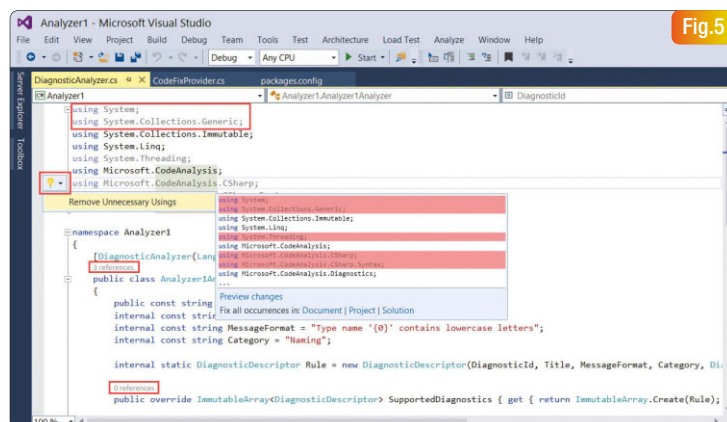 Analyzer1 - Microsoft Visual Studio
Fig.5
File Edit View Project Build Debug Team Tools Test Architecture Load Test Analyze Window Help
Debug Any CPU Start
DiagnosticAnalyzer.cs CodeFixProvider.cs packages.config
C# Analyzer1 Analyzer1.Analyzer1Analyzer DiagnosticId
Server Explorer
Toolbox
using System;
using System.Collections.Generic;
using System.Collections.Immutable;
using System.Linq;
using System.Threading;
using Microsoft.CodeAnalysis;
using Microsoft.CodeAnalysis.CSharp;
Remove Unnecessary Usings
using System;
using System.Collections.Generic;
using System.Collections.Immutable;
using System.Linq;
using System.Threading;
using Microsoft.CodeAnalysis;
using Microsoft.CodeAnalysis.CSharp;
using Microsoft.CodeAnalysis.CSharp.Syntax;
using Microsoft.CodeAnalysis.Diagnostics;
...
Preview changes
Fix all occurrences in: Document | Project | Solution
namespace Analyzer1
{
[DiagnosticAnalyzer(Lang
3 references
public class Analyzer1An
{
public const string
internal const strin
internal const string MessageFormat = "Type name '{0}' contains lowercase letters";
internal const string Category = "Naming";
internal static DiagnosticDescriptor Rule = new DiagnosticDescriptor(DiagnosticId, Title, MessageFormat, Category, Di
0 references
public override ImmutableArray<DiagnosticDescriptor> SupportedDiagnostics { get { return ImmutableArray.Create(Rule);
100 %